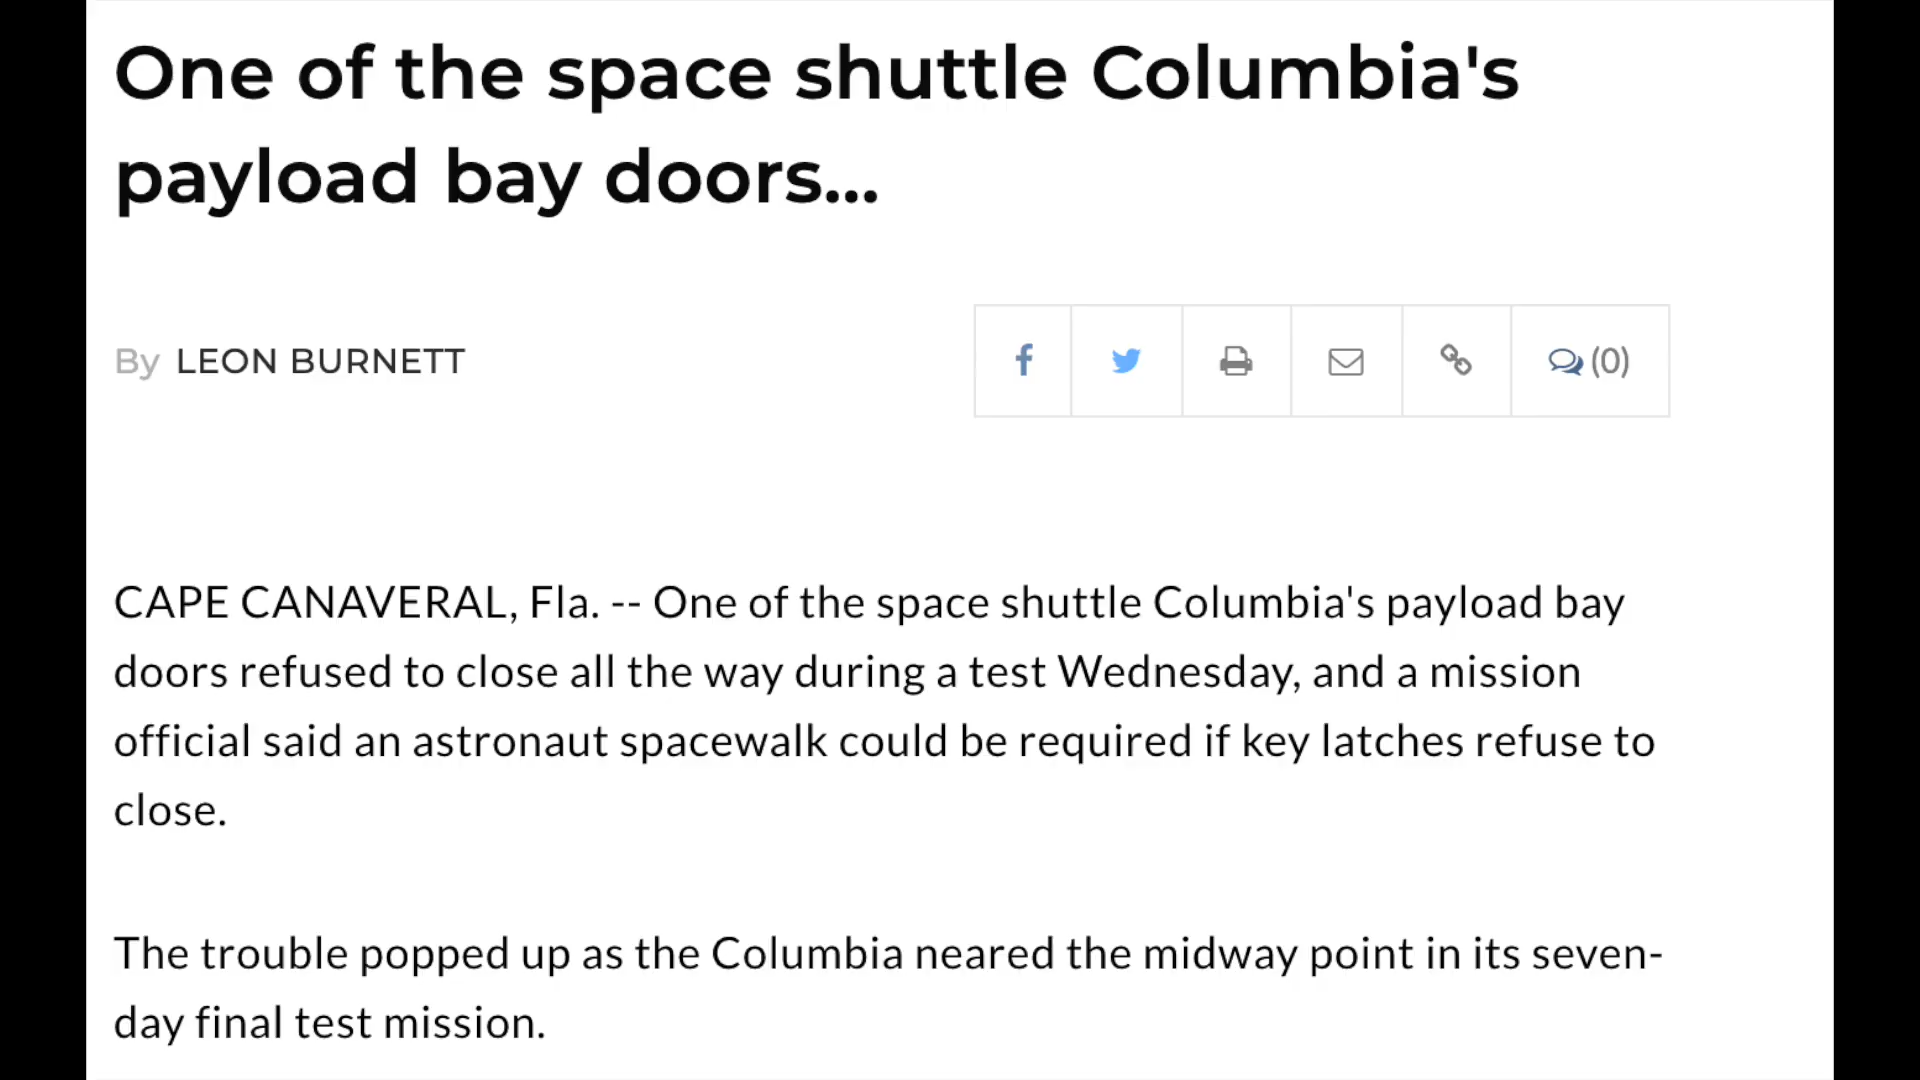 One of the space shuttle Columbia's
payload bay doors...
By LEON BURNETT
(0)
CAPE CANAVERAL, Fla. -- One of the space shuttle Columbia's payload bay
doors refused to close all the way during a test Wednesday, and a mission
official said an astronaut spacewalk could be required if key latches refuse to
close.
The trouble popped up as the Columbia neared the midway point in its seven-
day final test mission.